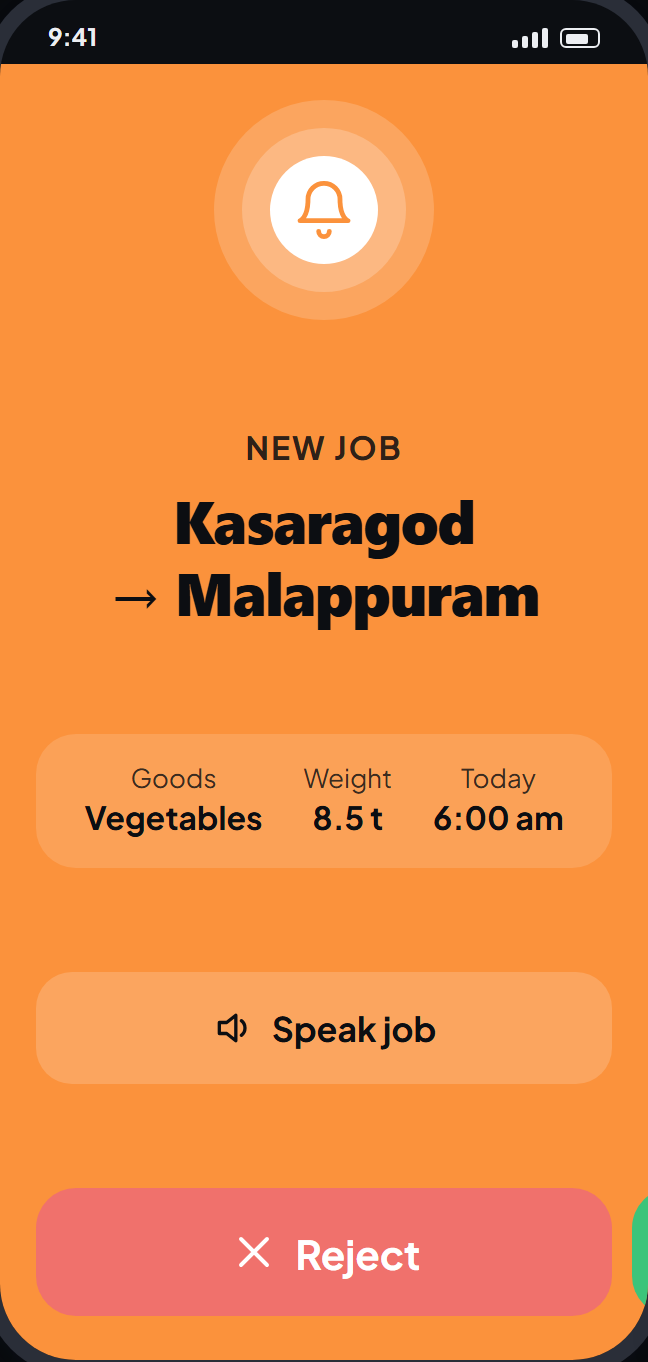 9:41
NEW JOB
Kasaragod
→ Malappuram
Goods Weight Today
Vegetables 8.5 t 6:00 am
Speak job
Reject